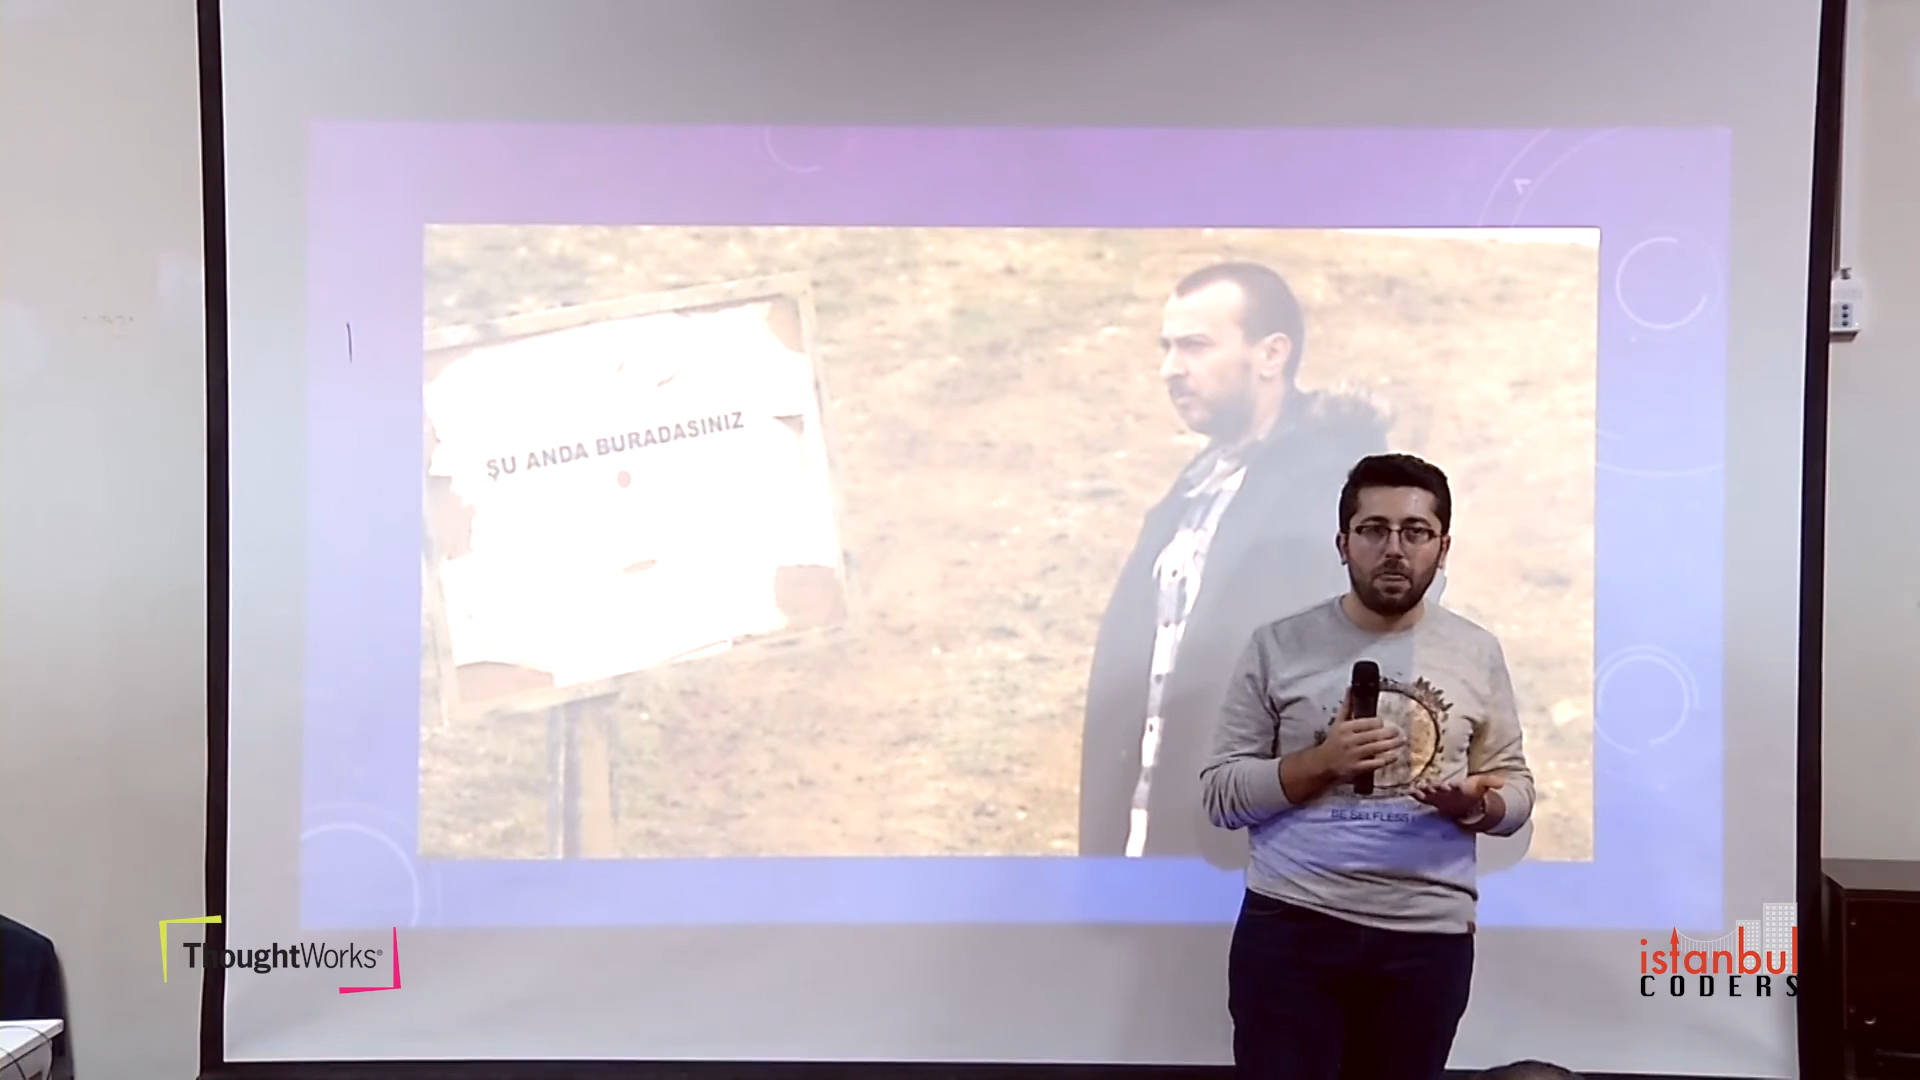 ŞU ANDA BURADASINIZ
BE SELFLESS !
ThoughtWorks®
istanbul
CODERS